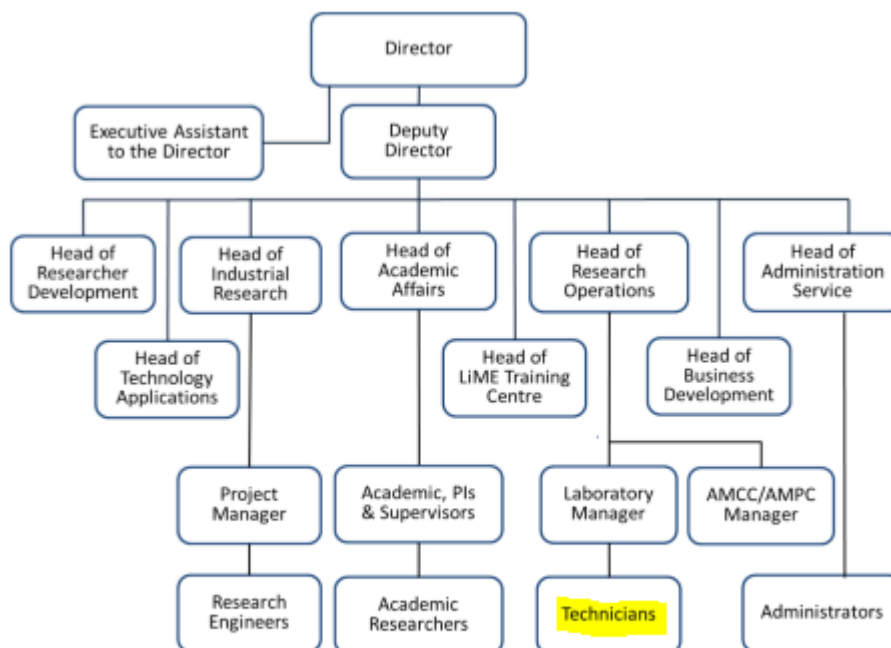 Director
Executive Assistant
to the Director
Deputy
Director
Head of
Researcher
Development
Head of
Industrial
Research
Head of
Academic
Affairs
Head of
Research
Operations
Head of
Administration
Service
Head of
Technology
Applications
Head of
LiME Training
Centre
Head of
Business
Development
Project
Manager
Academic, PIs
& Supervisors
Laboratory
Manager
AMCC/AMPC
Manager
Research
Engineers
Academic
Researchers
Technicians
Administrators